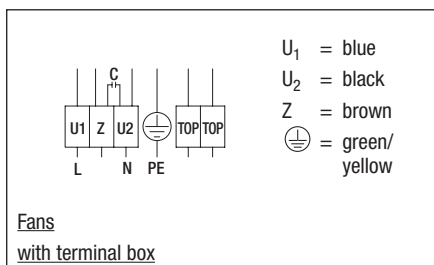 C
U1 Z U2 TOP TOP
L N PE
U₁ = blue
U₂ = black
Z = brown
⏚ = green/
yellow
Fans
with terminal box